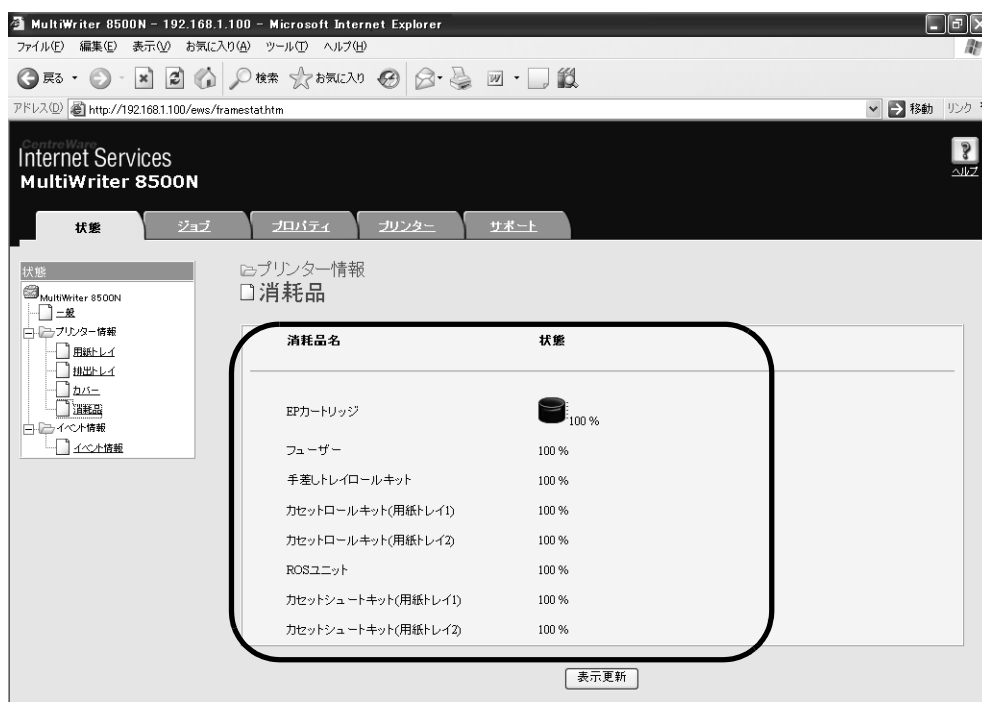 MultiWriter 8500N - 192.168.1.100 - Microsoft Internet Explorer
ファイル(F) 編集(E) 表示(V) お気に入り(A) ツール(T) ヘルプ(H)
戻る 検索 お気に入り
アドレス(D) http://192.168.1.100/ews/framestat.htm 移動 リンク
CentreWare
Internet Services
MultiWriter 8500N
?
ヘルプ
状態 ジョブ プロパティ プリンター サポート
状態
MultiWriter 8500N
一般
プリンター情報
用紙トレイ
排出トレイ
カバー
消耗品
イベント情報
イベント情報
プリンター情報
消耗品
消耗品名 状態
EPカートリッジ 100 %
フューザー 100 %
手差しトレイロールキット 100 %
カセットロールキット(用紙トレイ1) 100 %
カセットロールキット(用紙トレイ2) 100 %
ROSユニット 100 %
カセットシュートキット(用紙トレイ1) 100 %
カセットシュートキット(用紙トレイ2) 100 %
表示更新